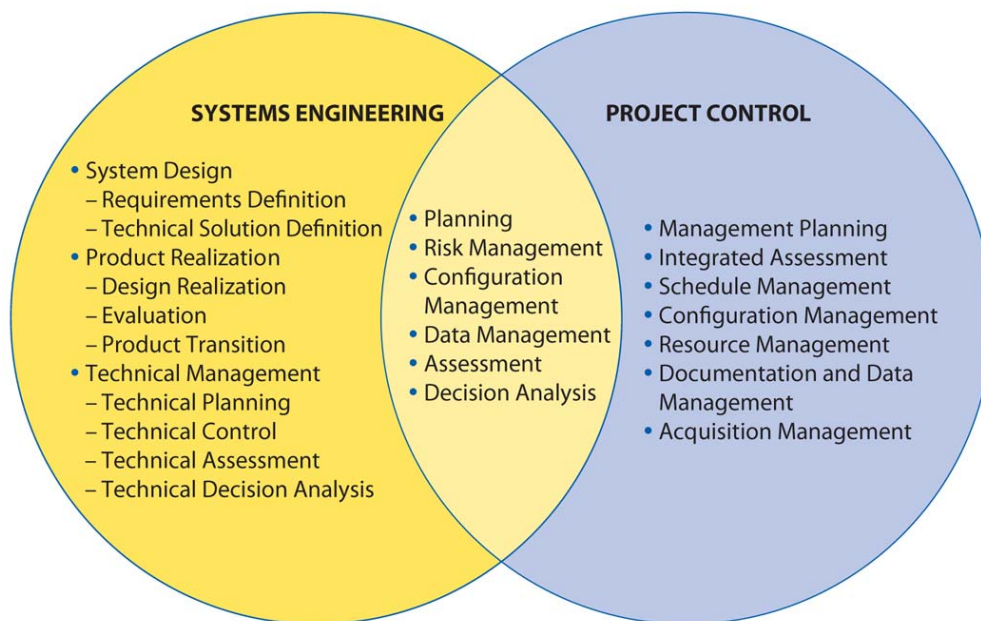 SYSTEMS ENGINEERING
• System Design
– Requirements Definition
– Technical Solution Definition
• Product Realization
– Design Realization
– Evaluation
– Product Transition
• Technical Management
– Technical Planning
– Technical Control
– Technical Assessment
– Technical Decision Analysis
• Planning
• Risk Management
• Configuration
Management
• Data Management
• Assessment
• Decision Analysis
PROJECT CONTROL
• Management Planning
• Integrated Assessment
• Schedule Management
• Configuration Management
• Resource Management
• Documentation and Data
Management
• Acquisition Management